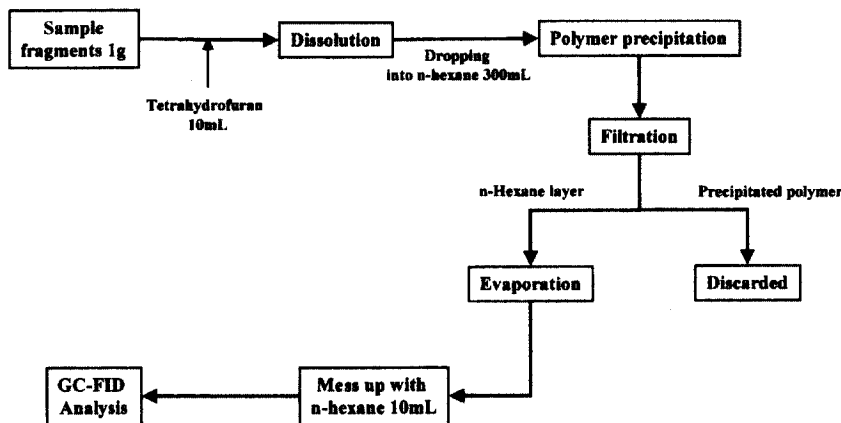 Sample
fragments 1g
Tetrahydrofuran
10mL
Dissolution
Dropping
into n-hexane 300mL
Polymer precipitation
Filtration
n-Hexane layer
Precipitated polymer
Evaporation
Discarded
Mess up with
n-hexane 10mL
GC-FID
Analysis